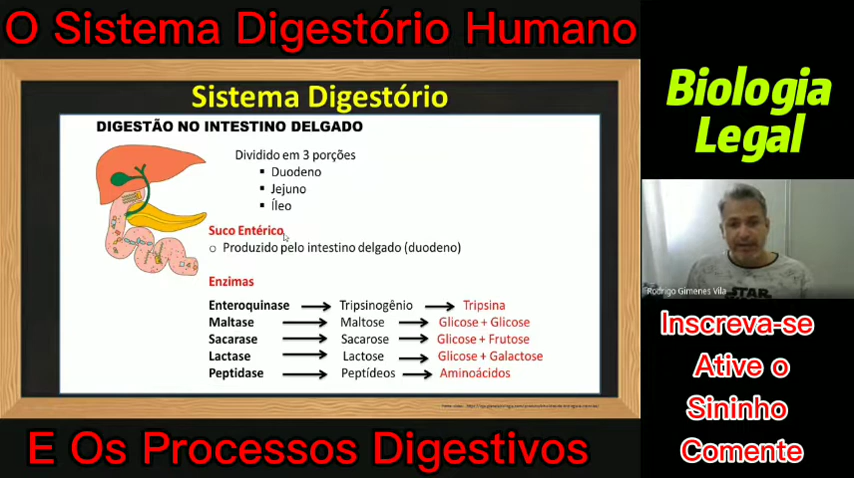 O Sistema Digestório Humano
Sistema Digestório
DIGESTÃO NO INTESTINO DELGADO
Dividido em 3 porções
▪ Duodeno
▪ Jejuno
▪ Íleo
Suco Entérico
○ Produzido pelo intestino delgado (duodeno)
Enzimas
Enteroquinase → Tripsinogênio → Tripsina
Maltase → Maltose → Glicose + Glicose
Sacarase → Sacarose → Glicose + Frutose
Lactase → Lactose → Glicose + Galactose
Peptidase → Peptídeos → Aminoácidos
E Os Processos Digestivos
Biologia
Legal
STAR
Rodrigo Gimenes Vila
Inscreva-se
Ative o
Sininho
Comente